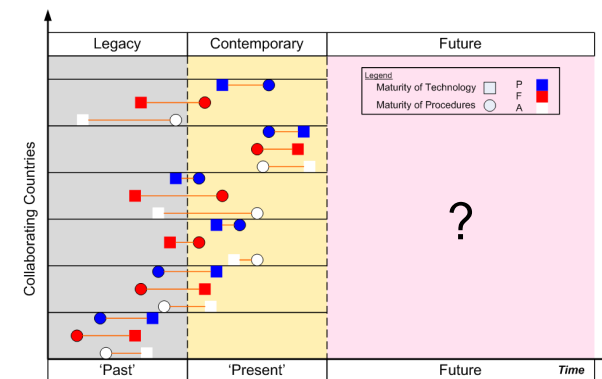 Legacy Contemporary Future
Legend
Maturity of Technology P
F
Maturity of Procedures A
Collaborating Countries
?
'Past' 'Present' Future Time